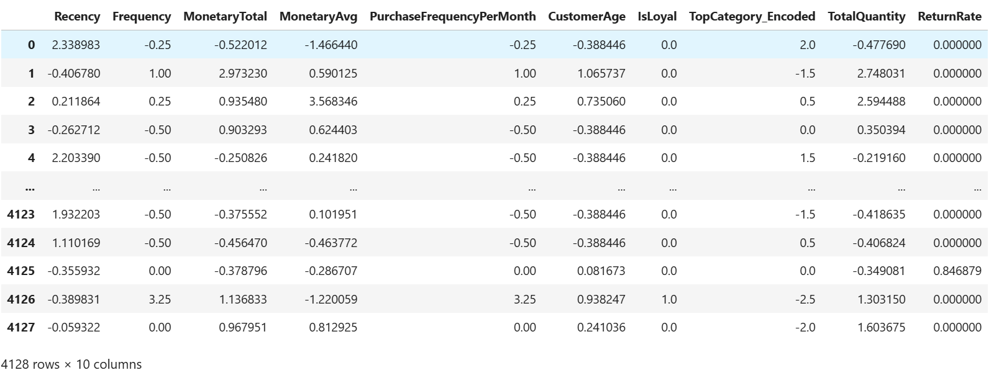 Recency Frequency MonetaryTotal MonetaryAvg PurchaseFrequencyPerMonth CustomerAge IsLoyal TopCategory_Encoded TotalQuantity ReturnRate
0 2.338983 -0.25 -0.522012 -1.466440 -0.25 -0.388446 0.0 2.0 -0.477690 0.000000
1 -0.406780 1.00 2.973230 0.590125 1.00 1.065737 0.0 -1.5 2.748031 0.000000
2 0.211864 0.25 0.935480 3.568346 0.25 0.735060 0.0 0.5 2.594488 0.000000
3 -0.262712 -0.50 0.903293 0.624403 -0.50 -0.388446 0.0 0.0 0.350394 0.000000
4 2.203390 -0.50 -0.250826 0.241820 -0.50 -0.388446 0.0 1.5 -0.219160 0.000000
... ... ... ... ... ... ... ... ... ... ...
4123 1.932203 -0.50 -0.375552 0.101951 -0.50 -0.388446 0.0 -1.5 -0.418635 0.000000
4124 1.110169 -0.50 -0.456470 -0.463772 -0.50 -0.388446 0.0 0.5 -0.406824 0.000000
4125 -0.355932 0.00 -0.378796 -0.286707 0.00 0.081673 0.0 0.0 -0.349081 0.846879
4126 -0.389831 3.25 1.136833 -1.220059 3.25 0.938247 1.0 -2.5 1.303150 0.000000
4127 -0.059322 0.00 0.967951 0.812925 0.00 0.241036 0.0 -2.0 1.603675 0.000000
4128 rows × 10 columns